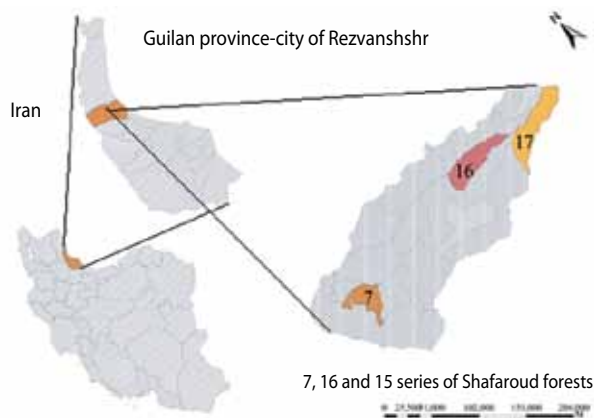 Guilan province-city of Rezvanshshr
N
Iran
17
16
7
7, 16 and 15 series of Shafaroud forests